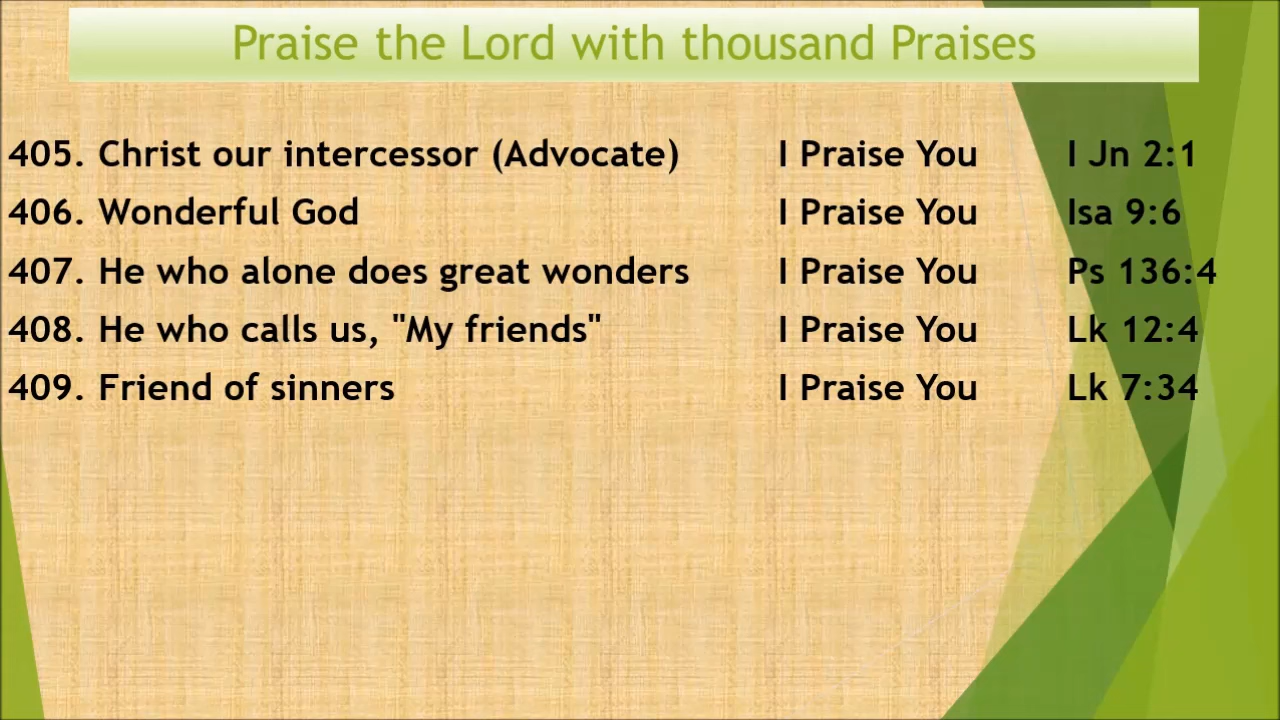 Praise the Lord with thousand Praises
405. Christ our intercessor (Advocate) I Praise You I Jn 2:1
406. Wonderful God I Praise You Isa 9:6
407. He who alone does great wonders I Praise You Ps 136:4
408. He who calls us, "My friends" I Praise You Lk 12:4
409. Friend of sinners I Praise You Lk 7:34